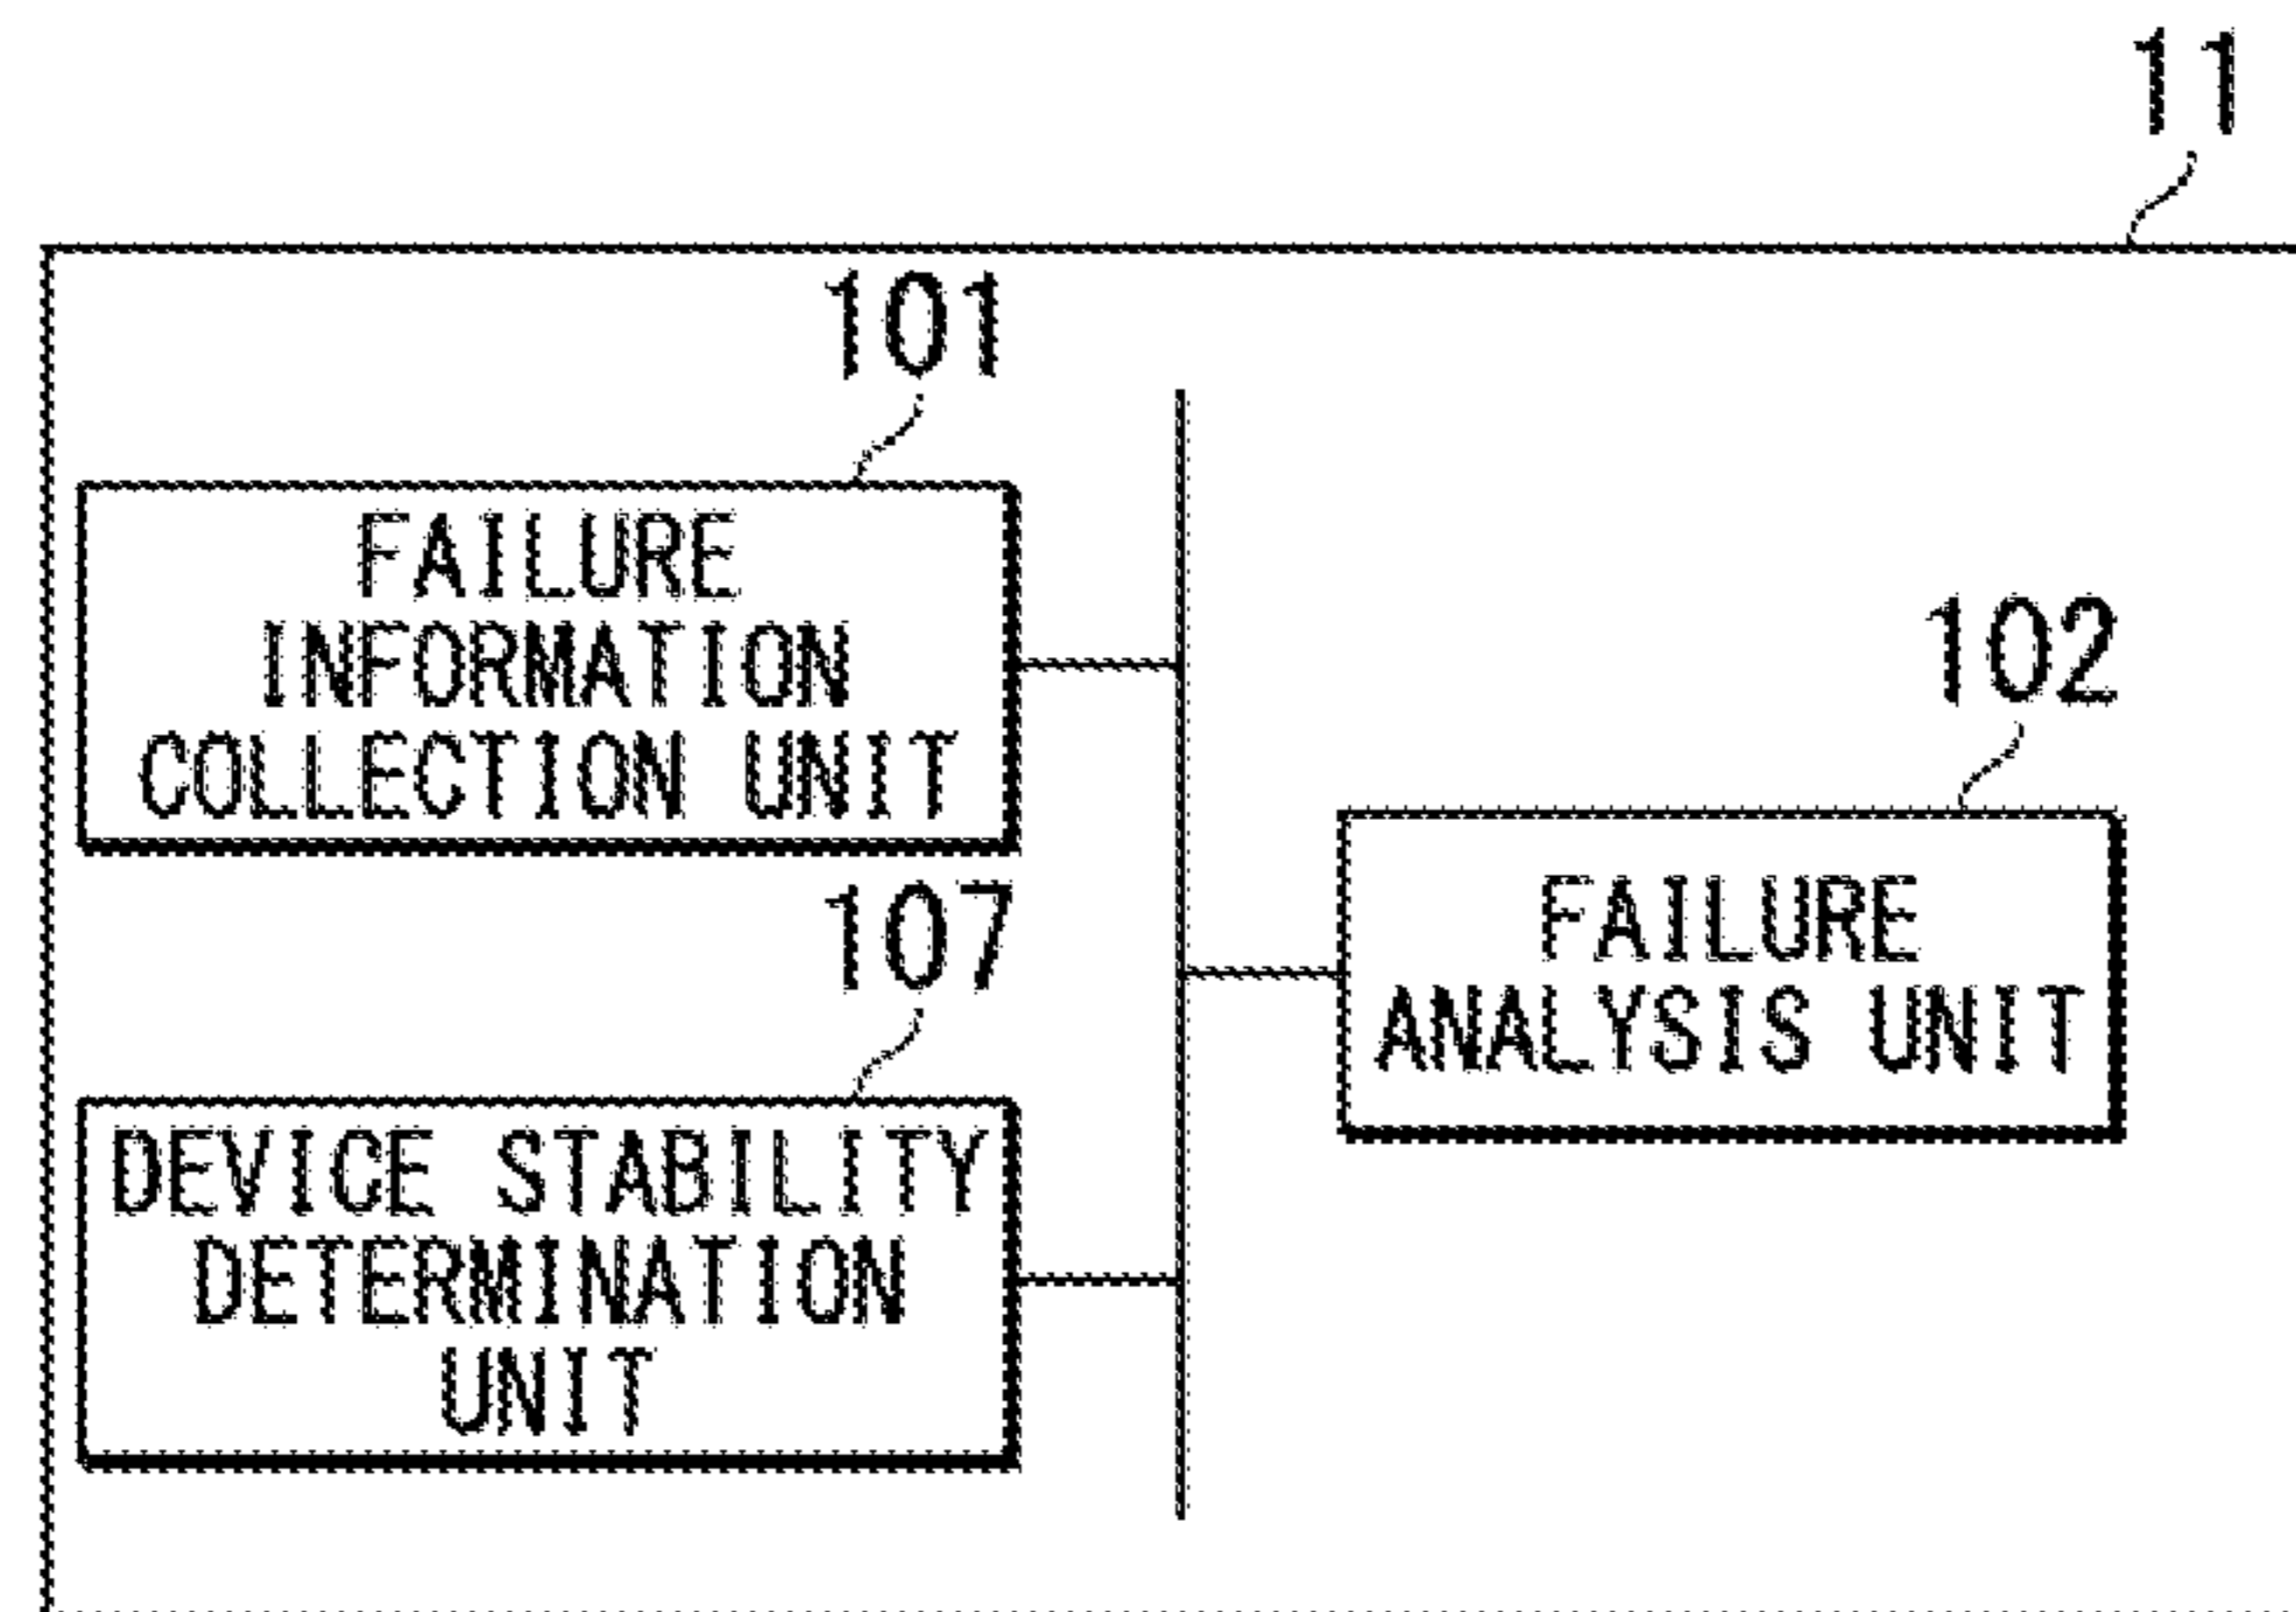 11
101
FAILURE
INFORMATION
COLLECTION UNIT
102
FAILURE
ANALYSIS UNIT
107
DEVICE STABILITY
DETERMINATION
UNIT